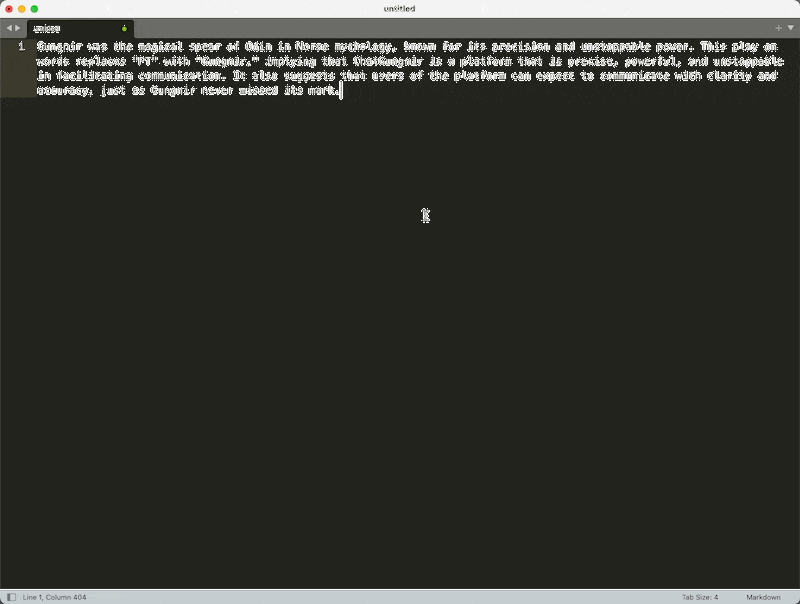 untitled
1 Gungnir was the magical spear of Odin in Norse mythology, known for its precision and unstoppable power. This play on
words replaces "PT" with "Gungnir," implying that ChatGungnir is a platform that is precise, powerful, and unstoppable
in facilitating communication. It also suggests that users of the platform can expect to communicate with clarity and
accuracy, just as Gungnir never missed its mark.
Line 1, Column 404
Tab Size: 4
Markdown